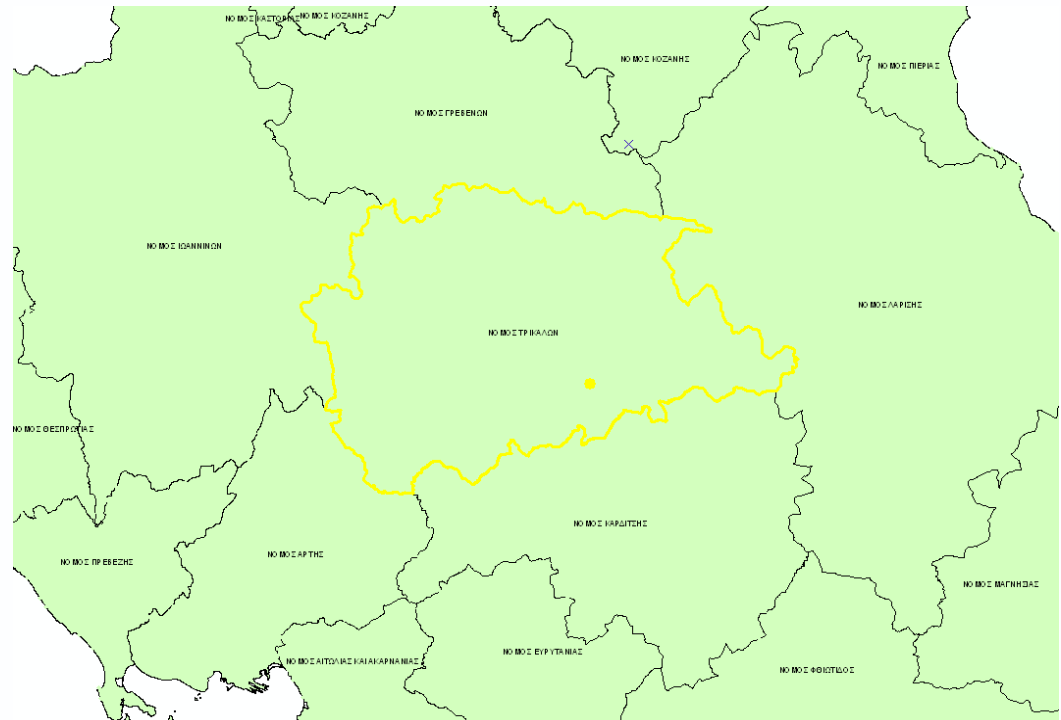 ΝΟΜΟΣ ΚΑΣΤΟΡΙΑΣ
ΝΟΜΟΣ ΚΟΖΑΝΗΣ
ΝΟΜΟΣ ΚΟΖΑΝΗΣ
ΝΟΜΟΣ ΠΙΕΡΙΑΣ
ΝΟΜΟΣ ΓΡΕΒΕΝΩΝ
ΝΟΜΟΣ ΙΩΑΝΝΙΝΩΝ
ΝΟΜΟΣ ΛΑΡΙΣΗΣ
ΝΟΜΟΣ ΤΡΙΚΑΛΩΝ
ΝΟΜΟΣ ΘΕΣΠΡΩΤΙΑΣ
ΝΟΜΟΣ ΚΑΡΔΙΤΣΗΣ
ΝΟΜΟΣ ΑΡΤΗΣ
ΝΟΜΟΣ ΠΡΕΒΕΖΗΣ
ΝΟΜΟΣ ΜΑΓΝΗΣΙΑΣ
ΝΟΜΟΣ ΕΥΡΥΤΑΝΙΑΣ
ΝΟΜΟΣ ΑΙΤΩΛΙΑΣ ΚΑΙ ΑΚΑΡΝΑΝΙΑΣ
ΝΟΜΟΣ ΦΘΙΩΤΙΔΟΣ